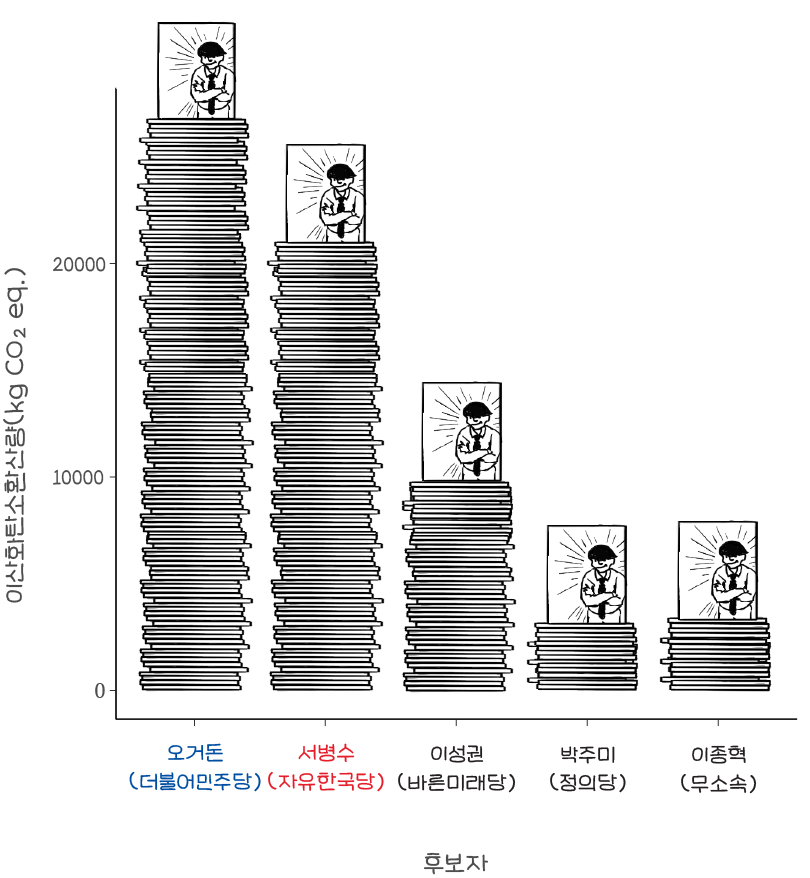 이산화탄소환산량(kg CO₂ eq.)
20000
10000
0
오거돈
(더불어민주당)
서병수
(자유한국당)
이성권
(바른미래당)
박주미
(정의당)
이종혁
(무소속)
후보자